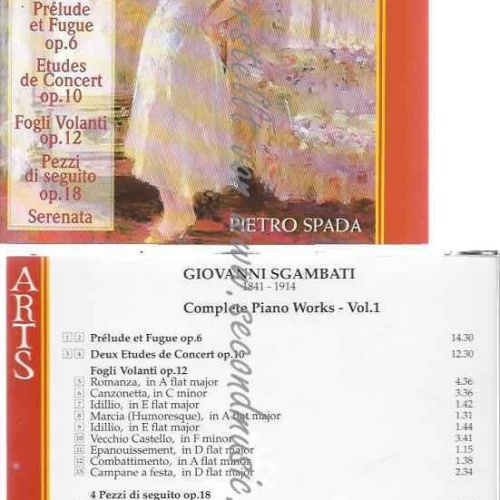 Prélude et
Fugue
op.6
Etudes
de Concert
op.10
Fogli Volanti
op.12
Pezzi
di seguito
op.18
Serenata
PIETRO SPADA
ARTS
GIOVANNI SGAMBATI
1841 - 1914
Complete Piano Works - Vol.1
1 2 Prélude et Fugue op.6 14.30
3 4 Deux Etudes de Concert op.10 12.30
Fogli Volanti op.12
5 Romanza, in A flat major 4.36
6 Canzonetta, in C minor 3.36
7 Idillio, in E flat major 1.42
8 Marcia (Humoresque), in A flat major 1.31
9 Idillio, in E flat major 1.44
10 Vecchio Castello, in F minor 3.41
11 Epanouissement, in D flat major 1.15
12 Combattimento, in A flat minor 1.38
13 Campane a festa, in D flat major 2.34
4 Pezzi di seguito op.18